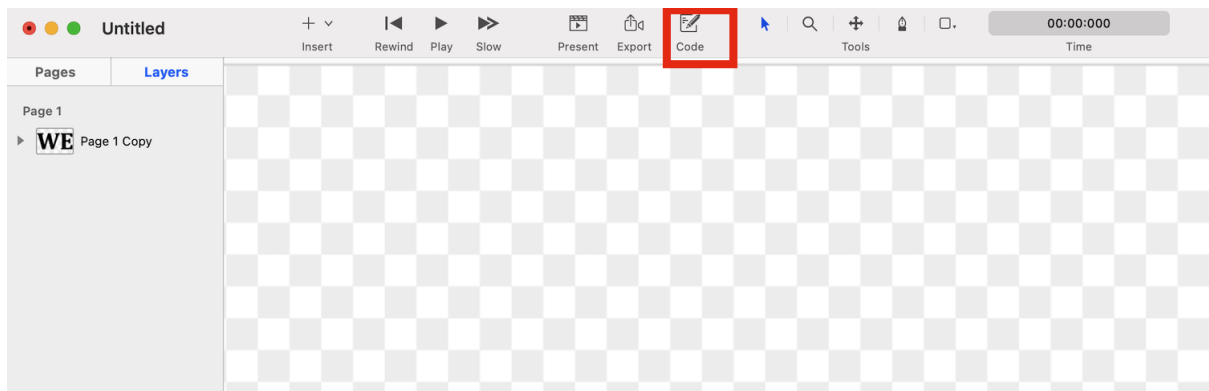 Untitled
Insert Rewind Play Slow Present Export Code Tools Time
00:00:000
Pages Layers
Page 1
WE Page 1 Copy